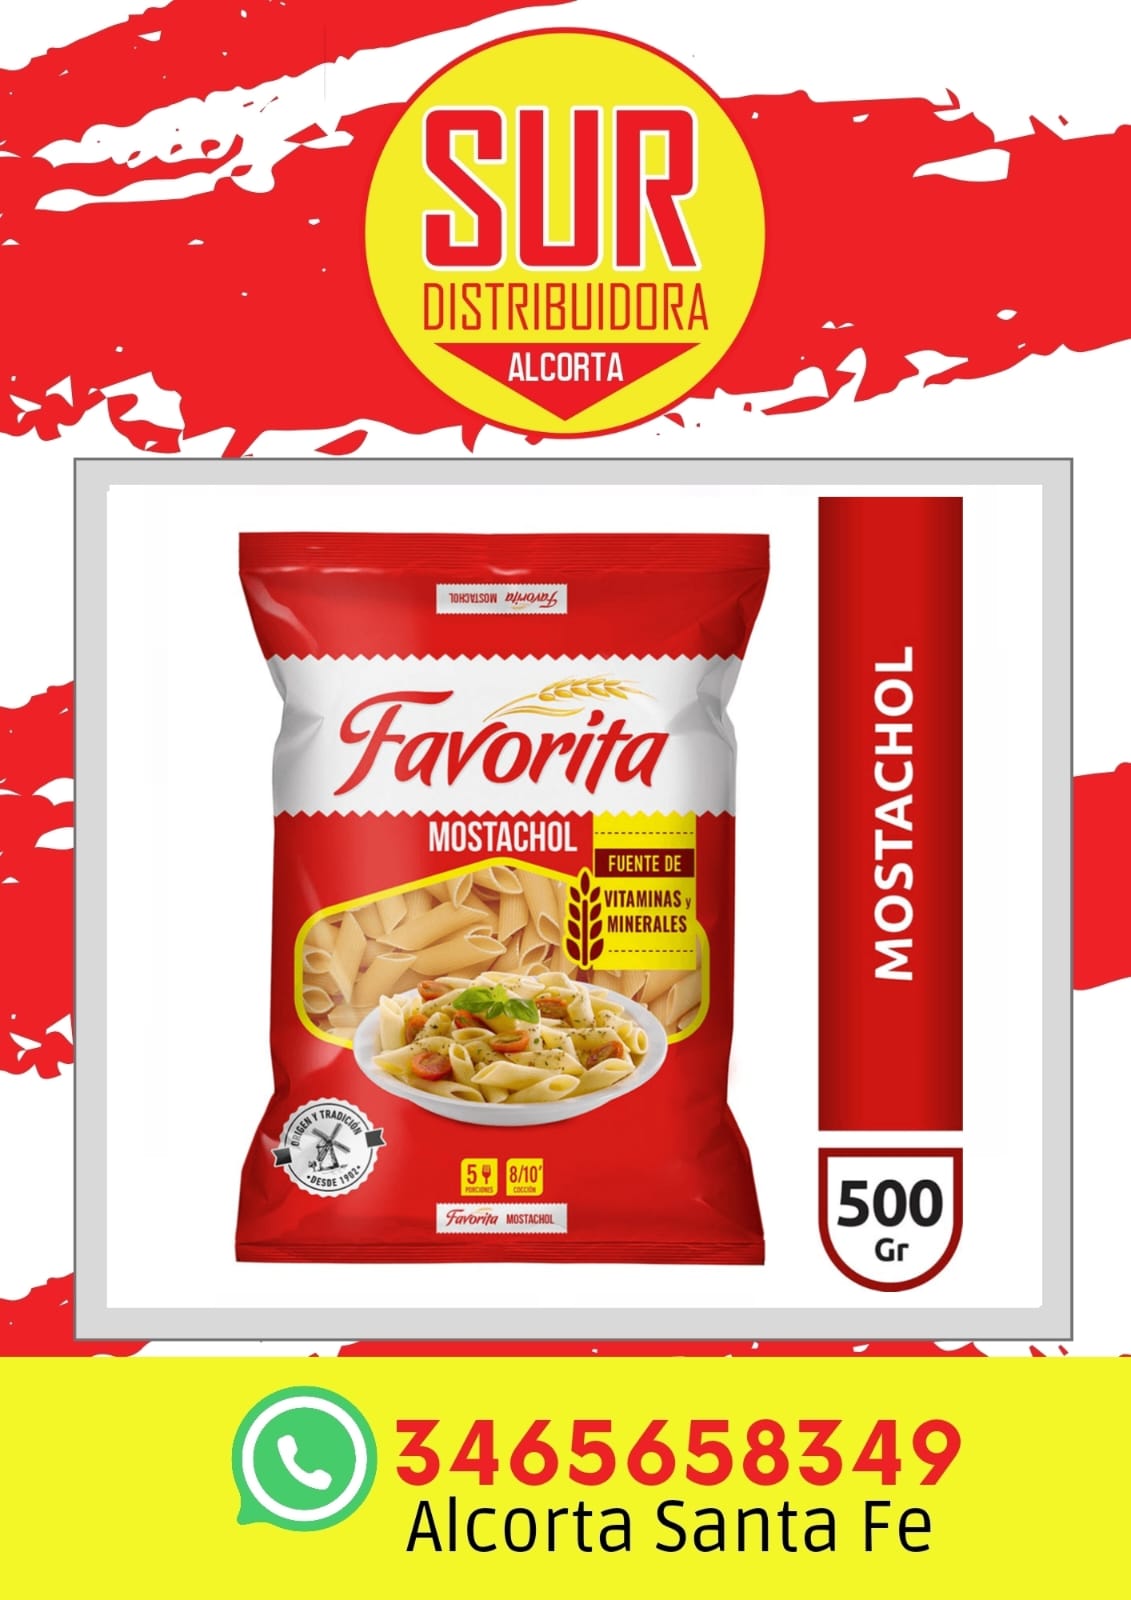 SUR
DISTRIBUIDORA
ALCORTA
Favorita MOSTACHOL
Favorita
MOSTACHOL
FUENTE DE
VITAMINAS y
MINERALES
ORIGEN Y TRADICIÓN
• DESDE 1902 •
5
PORCIONES
8/10'
COCCIÓN
Favorita MOSTACHOL
MOSTACHOL
500
Gr
3465658349
Alcorta Santa Fe